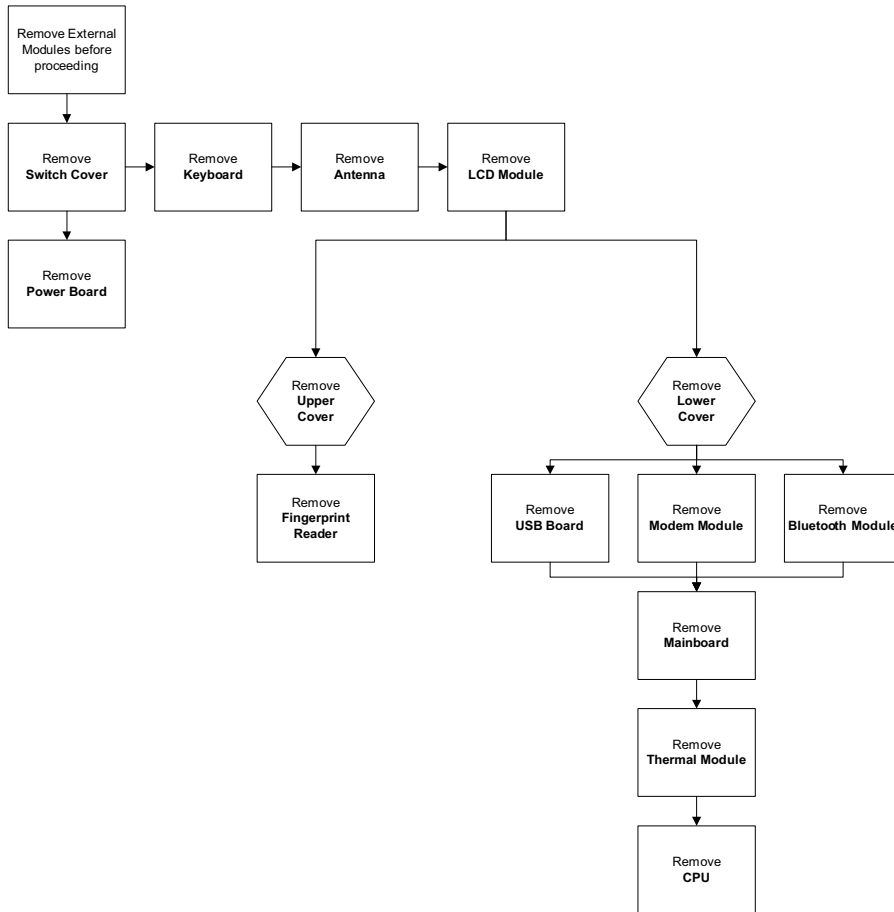 Remove External
Modules before
proceeding
Remove
Switch Cover
Remove
Keyboard
Remove
Antenna
Remove
LCD Module
Remove
Power Board
Remove
Upper
Cover
Remove
Lower
Cover
Remove
Fingerprint
Reader
Remove
USB Board
Remove
Modem Module
Remove
Bluetooth Module
Remove
Mainboard
Remove
Thermal Module
Remove
CPU